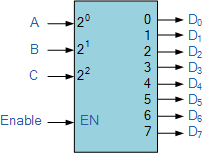 A 2⁰ 0 D₀
1 D₁
B 2¹ 2 D₂
3 D₃
C 2² 4 D₄
5 D₅
Enable EN 6 D₆
7 D₇